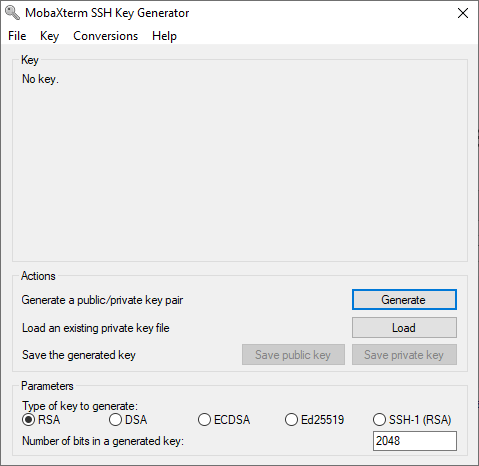 MobaXterm SSH Key Generator
File Key Conversions Help
Key
No key.
Actions
Generate a public/private key pair Generate
Load an existing private key file Load
Save the generated key Save public key Save private key
Parameters
Type of key to generate:
RSA DSA ECDSA Ed25519 SSH-1 (RSA)
Number of bits in a generated key: 2048